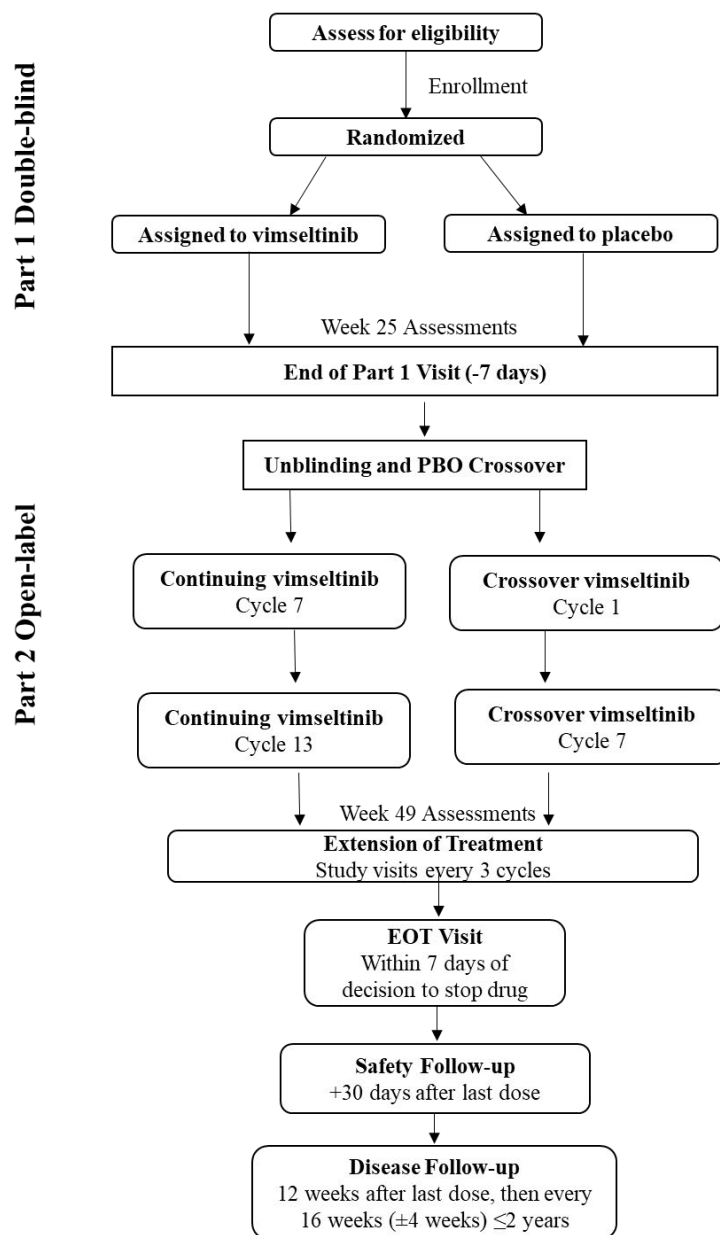 Part 1 Double-blind
Assess for eligibility
Enrollment
Randomized
Assigned to vimseltinib
Assigned to placebo
Week 25 Assessments
End of Part 1 Visit (-7 days)
Part 2 Open-label
Unblinding and PBO Crossover
Continuing vimseltinib
Cycle 7
Crossover vimseltinib
Cycle 1
Continuing vimseltinib
Cycle 13
Crossover vimseltinib
Cycle 7
Week 49 Assessments
Extension of Treatment
Study visits every 3 cycles
EOT Visit
Within 7 days of
decision to stop drug
Safety Follow-up
+30 days after last dose
Disease Follow-up
12 weeks after last dose, then every
16 weeks (±4 weeks) ≤2 years